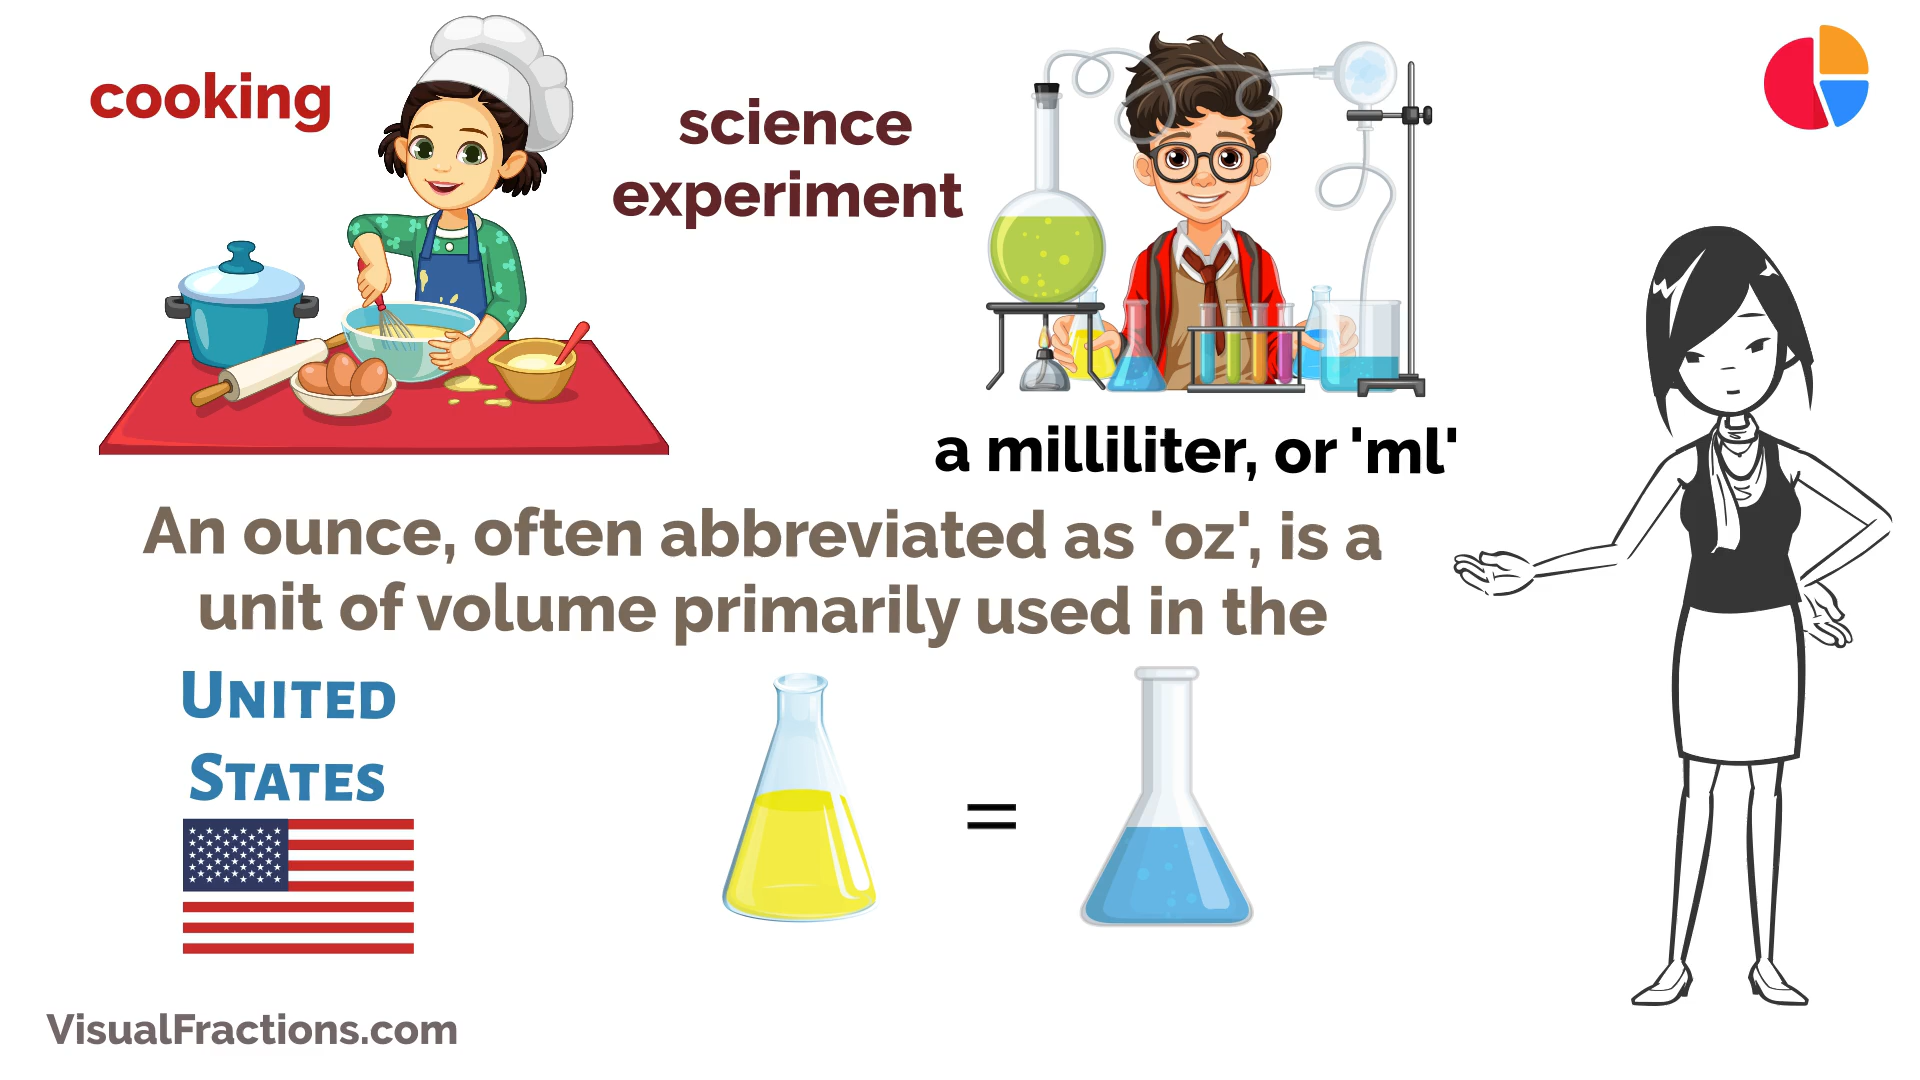 cooking
science
experiment
a milliliter, or 'ml'
An ounce, often abbreviated as 'oz', is a
unit of volume primarily used in the
United
States
=
VisualFractions.com